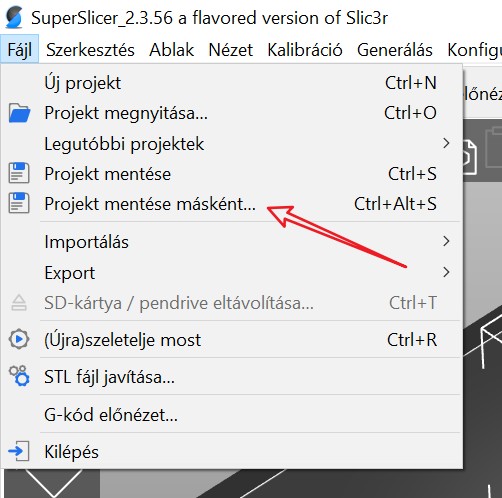 SuperSlicer_2.3.56 a flavored version of Slic3r
Fájl Szerkesztés Ablak Nézet Kalibráció Generálás Konfigu
Új projekt Ctrl+N
Projekt megnyitása... Ctrl+O
Legutóbbi projektek
Projekt mentése Ctrl+S
Projekt mentése másként... Ctrl+Alt+S
Importálás
Export
SD-kártya / pendrive eltávolítása... Ctrl+T
(Újra)szeletelje most Ctrl+R
STL fájl javítása...
G-kód előnézet...
Kilépés